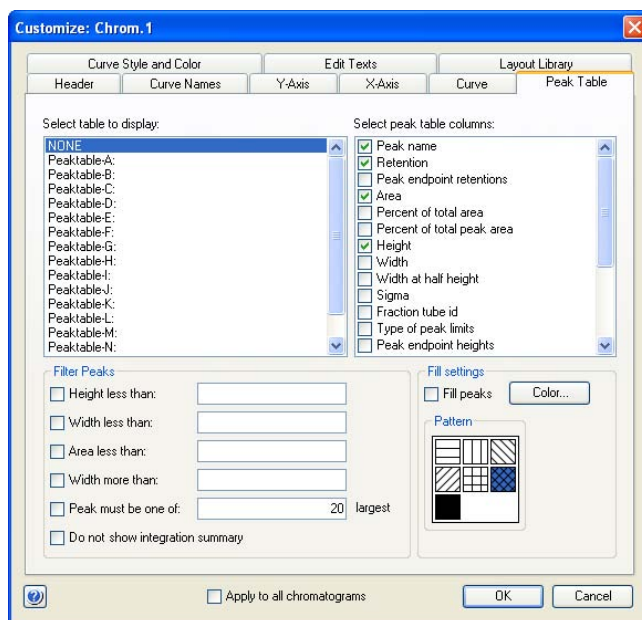 Customize: Chrom.1
Curve Style and Color
Edit Texts
Layout Library
Header
Curve Names
Y-Axis
X-Axis
Curve
Peak Table
Select table to display:
NONE
Peaktable-A:
Peaktable-B:
Peaktable-C:
Peaktable-D:
Peaktable-E:
Peaktable-F:
Peaktable-G:
Peaktable-H:
Peaktable-I:
Peaktable-J:
Peaktable-K:
Peaktable-L:
Peaktable-M:
Peaktable-N:
Select peak table columns:
Peak name
Retention
Peak endpoint retentions
Area
Percent of total area
Percent of total peak area
Height
Width
Width at half height
Sigma
Fraction tube id
Type of peak limits
Peak endpoint heights
Filter Peaks
Height less than:
Width less than:
Area less than:
Width more than:
Peak must be one of: 20 largest
Do not show integration summary
Fill settings
Fill peaks
Color...
Pattern
?
Apply to all chromatograms
OK
Cancel